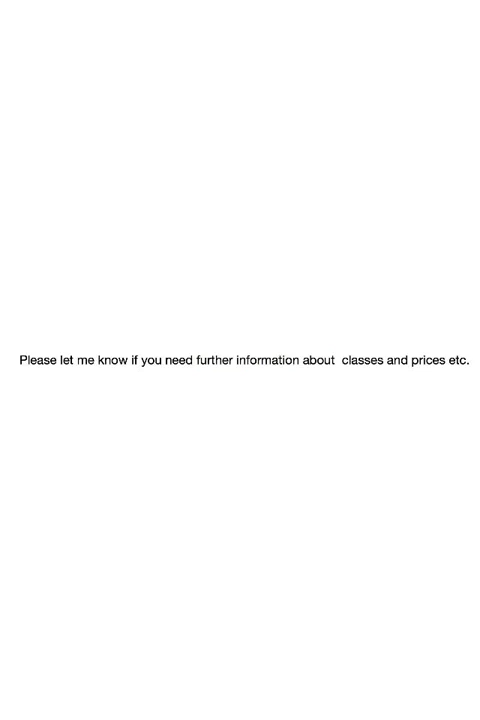 Please let me know if you need further information about  classes and prices etc.